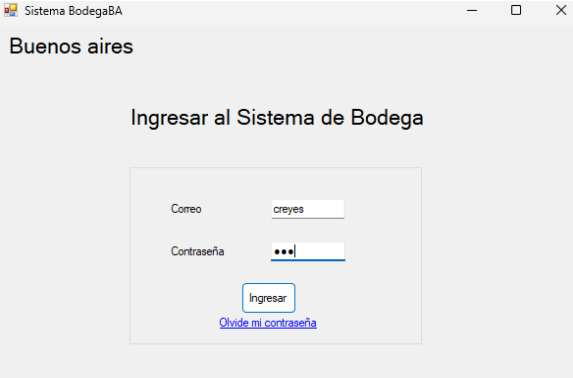 Sistema BodegaBA
Buenos aires
Ingresar al Sistema de Bodega
Correo creyes
Contraseña •••
Ingresar
Olvide mi contraseña